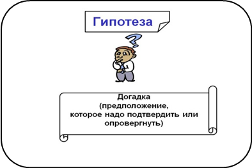 Гипотеза
?
Догадка
(предположение,
которое надо подтвердить или
опровергнуть)